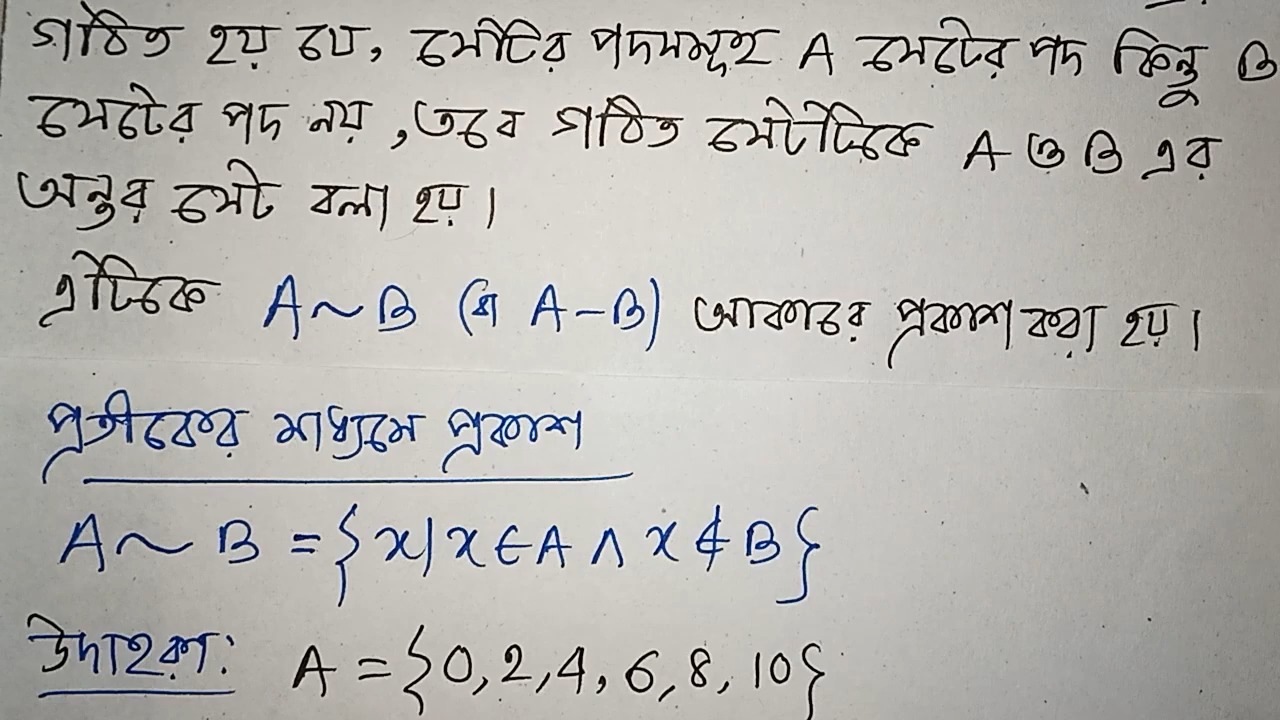 গঠিত হয় যে, সেটটির পদসমূহ A সেটের পদ কিন্তু B
সেটের পদ নয়, তবে গঠিত সেটটিকে A ও B এর
অন্তর সেট বলা হয়।
এটিকে A~B (বা A-B) আকারে প্রকাশ করা হয়।
প্রতীকের মাধ্যমে প্রকাশ
A~B = {x|x∈A ∧ x∉B}
উদাহরণ: A = {0, 2, 4, 6, 8, 10}